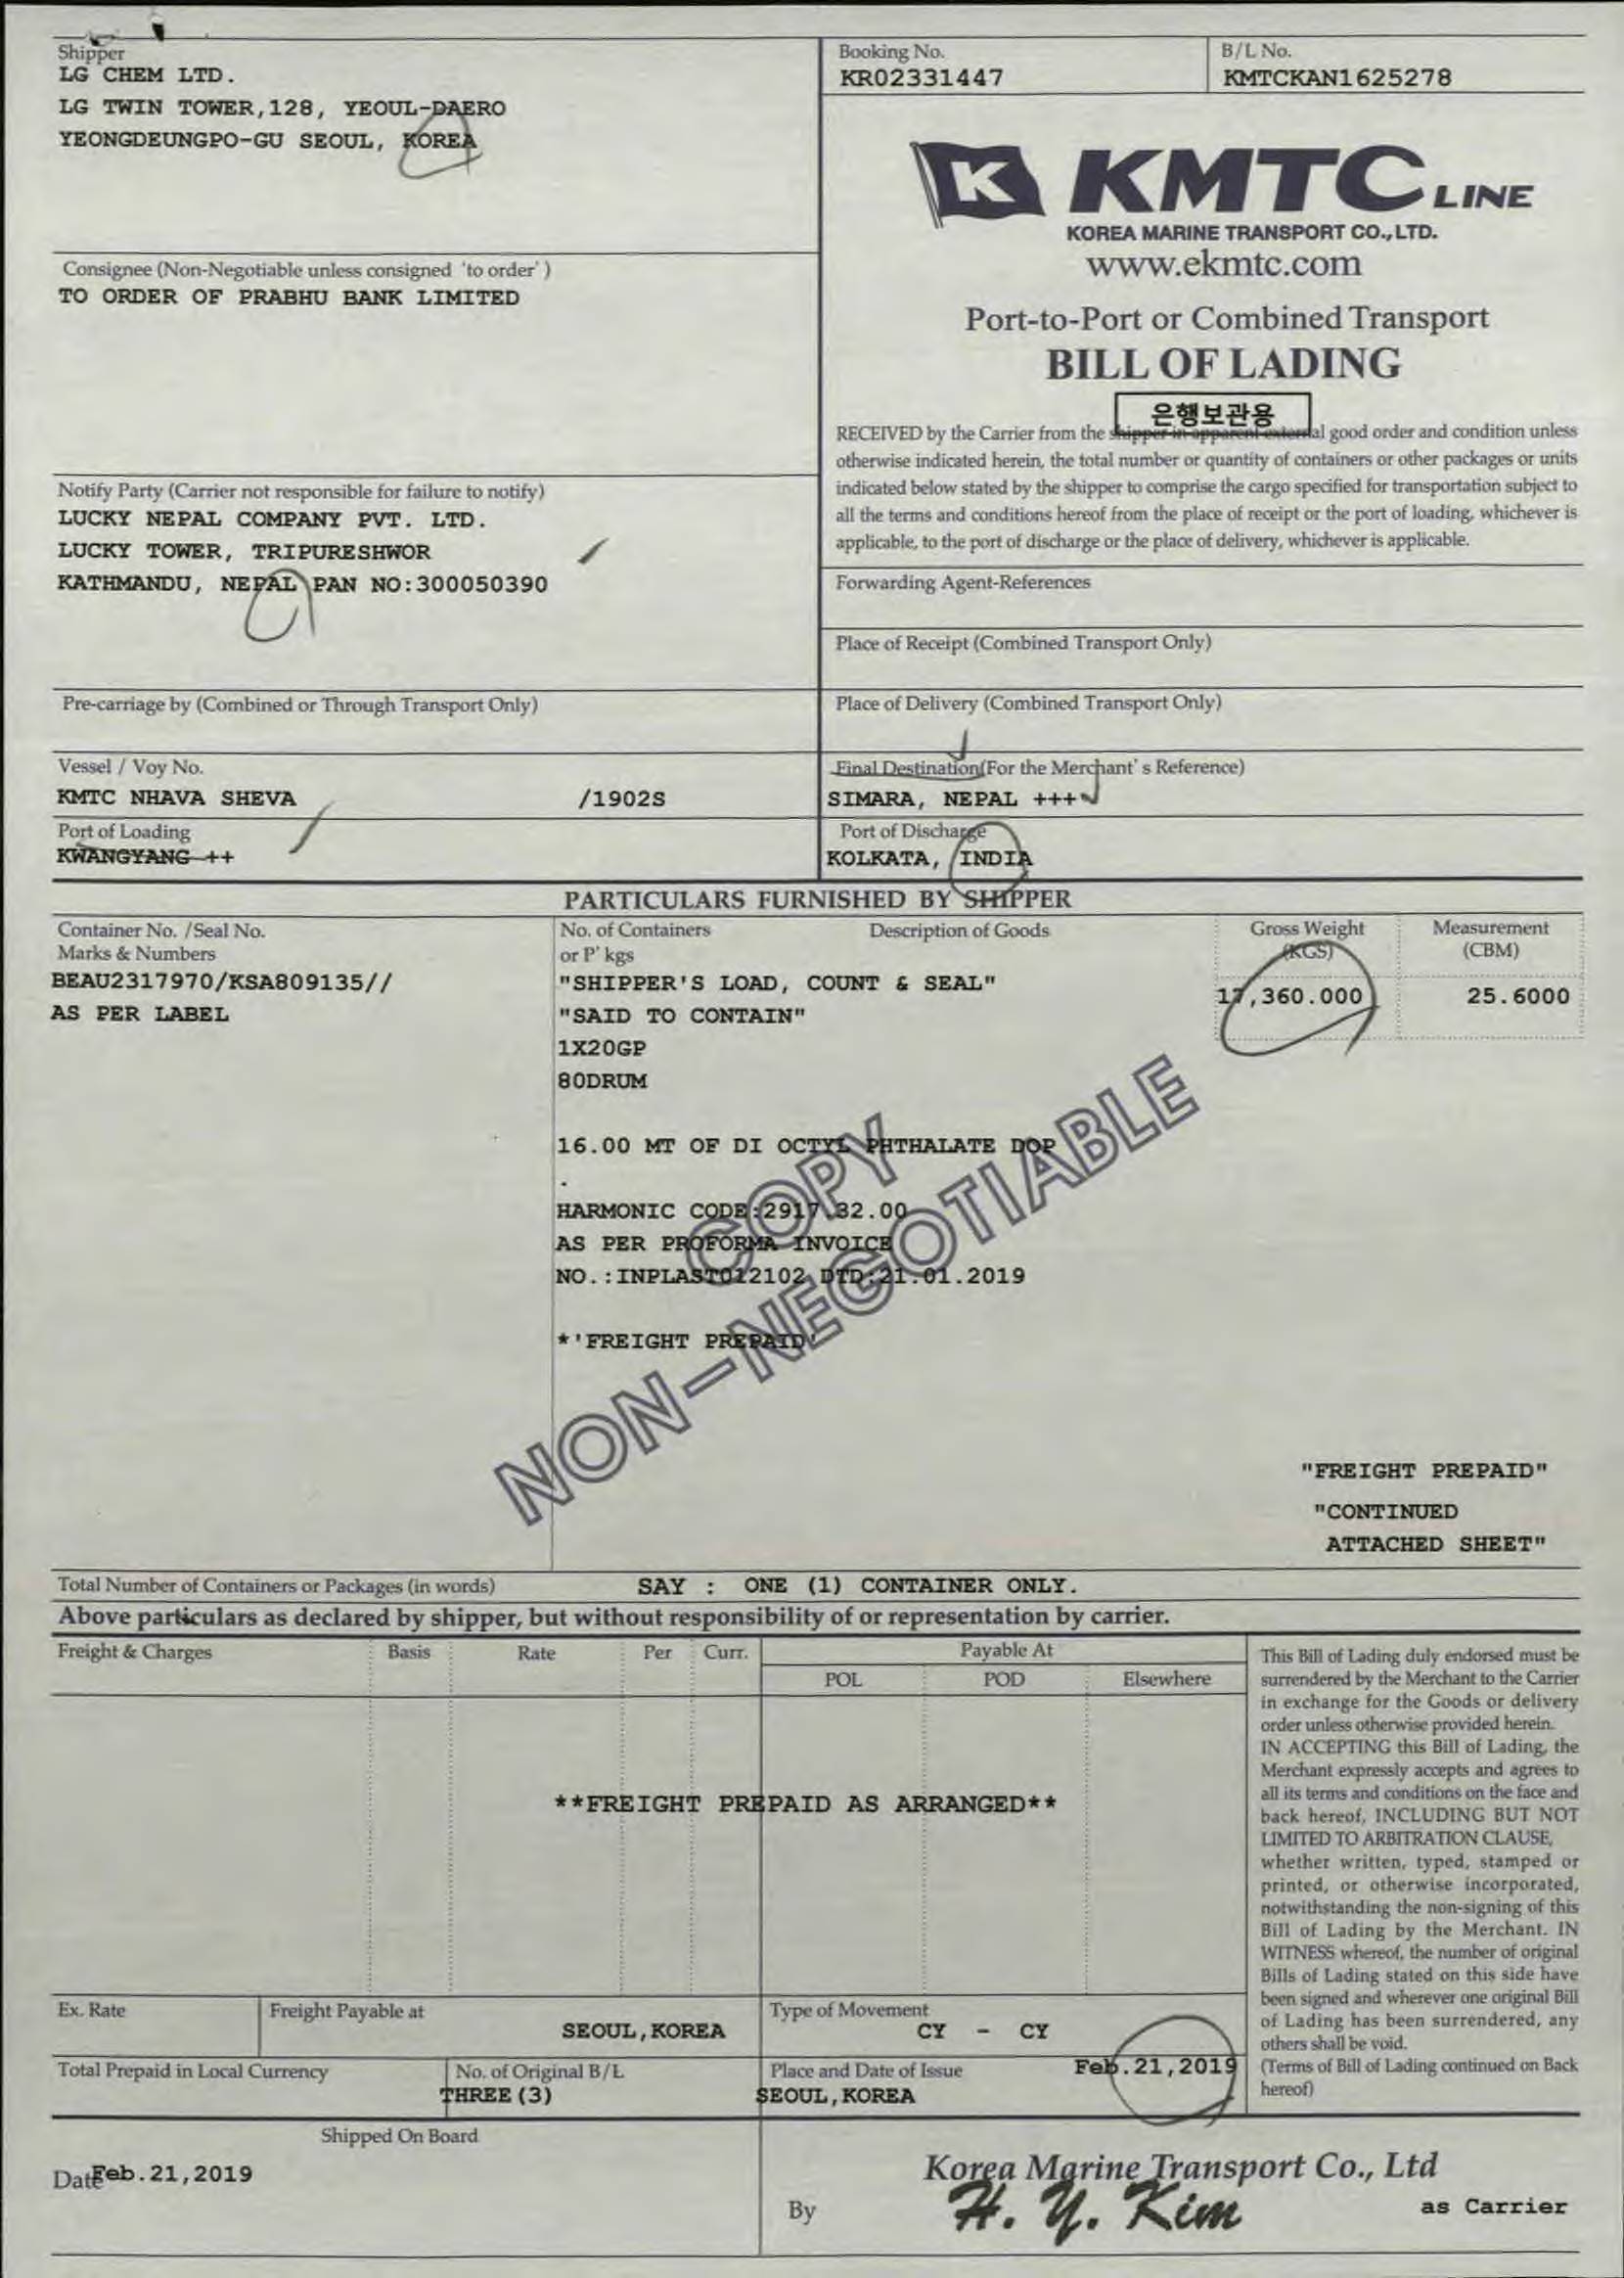 Shipper
LG CHEM LTD.
LG TWIN TOWER,128, YEOUL-DAERO
YEONGDEUNGPO-GU SEOUL, KOREA
Booking No.
KR02331447
B/L No.
KMTCKAN1625278
K KMTC LINE
KOREA MARINE TRANSPORT CO.,LTD.
www.ekmtc.com
Port-to-Port or Combined Transport
BILL OF LADING
은행보관용
RECEIVED by the Carrier from the shipper in apparent external good order and condition unless
otherwise indicated herein, the total number or quantity of containers or other packages or units
indicated below stated by the shipper to comprise the cargo specified for transportation subject to
all the terms and conditions hereof from the place of receipt or the port of loading, whichever is
applicable, to the port of discharge or the place of delivery, whichever is applicable.
Consignee (Non-Negotiable unless consigned 'to order' )
TO ORDER OF PRABHU BANK LIMITED
Notify Party (Carrier not responsible for failure to notify)
LUCKY NEPAL COMPANY PVT. LTD.
LUCKY TOWER, TRIPURESHWOR
KATHMANDU, NEPAL PAN NO:300050390
Forwarding Agent-References
Place of Receipt (Combined Transport Only)
Pre-carriage by (Combined or Through Transport Only)
Place of Delivery (Combined Transport Only)
Vessel / Voy No.
KMTC NHAVA SHEVA /1902S
Final Destination(For the Merchant' s Reference)
SIMARA, NEPAL +++
Port of Loading
KWANGYANG ++
Port of Discharge
KOLKATA, INDIA
PARTICULARS FURNISHED BY SHIPPER
Container No. /Seal No.
Marks & Numbers
No. of Containers
or P' kgs
Description of Goods
Gross Weight
(KGS)
Measurement
(CBM)
BEAU2317970/KSA809135//
AS PER LABEL
"SHIPPER'S LOAD, COUNT & SEAL"
17,360.000
25.6000
"SAID TO CONTAIN"
1X20GP
80DRUM
16.00 MT OF DI OCTYL PHTHALATE DOP
.
HARMONIC CODE:2917.32.00
AS PER PROFORMA INVOICE
NO.:INPLAST012102 DTD:21.01.2019
*'FREIGHT PREPAID'
COPY
NON-NEGOTIABLE
"FREIGHT PREPAID"
"CONTINUED
ATTACHED SHEET"
Total Number of Containers or Packages (in words) SAY : ONE (1) CONTAINER ONLY.
Above particulars as declared by shipper, but without responsibility of or representation by carrier.
Freight & Charges
Basis
Rate
Per
Curr.
Payable At
POL
POD
Elsewhere
**FREIGHT PREPAID AS ARRANGED**
This Bill of Lading duly endorsed must be
surrendered by the Merchant to the Carrier
in exchange for the Goods or delivery
order unless otherwise provided herein.
IN ACCEPTING this Bill of Lading, the
Merchant expressly accepts and agrees to
all its terms and conditions on the face and
back hereof, INCLUDING BUT NOT
LIMITED TO ARBITRATION CLAUSE,
whether written, typed, stamped or
printed, or otherwise incorporated,
notwithstanding the non-signing of this
Bill of Lading by the Merchant. IN
WITNESS whereof, the number of original
Bills of Lading stated on this side have
been signed and wherever one original Bill
of Lading has been surrendered, any
others shall be void.
(Terms of Bill of Lading continued on Back
hereof)
Ex. Rate
Freight Payable at
SEOUL,KOREA
Type of Movement
CY - CY
Total Prepaid in Local Currency
No. of Original B/L
THREE(3)
Place and Date of Issue
Feb.21,2019
SEOUL,KOREA
Shipped On Board
Date Feb.21,2019
Korea Marine Transport Co., Ltd
By H. Y. Kim as Carrier